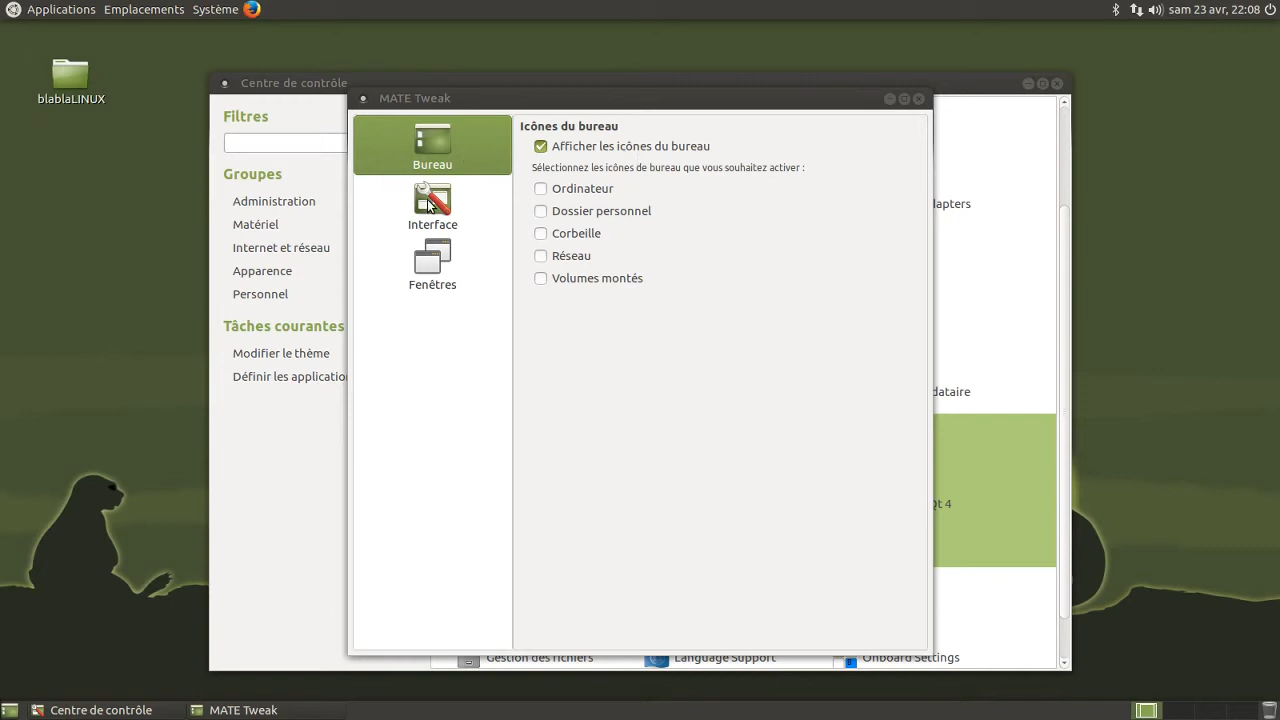 Applications Emplacements Système
sam 23 avr, 22:08
blablaLINUX
Centre de contrôle
Filtres
Groupes
Administration
Matériel
Internet et réseau
Apparence
Personnel
Tâches courantes
Modifier le thème
Définir les applicatio
MATE Tweak
Bureau
Interface
Fenêtres
Icônes du bureau
Afficher les icônes du bureau
Sélectionnez les icônes de bureau que vous souhaitez activer :
Ordinateur
Dossier personnel
Corbeille
Réseau
Volumes montés
adapters
dataire
Qt 4
Gestion des fichiers
Language Support
Onboard Settings
Centre de contrôle
MATE Tweak